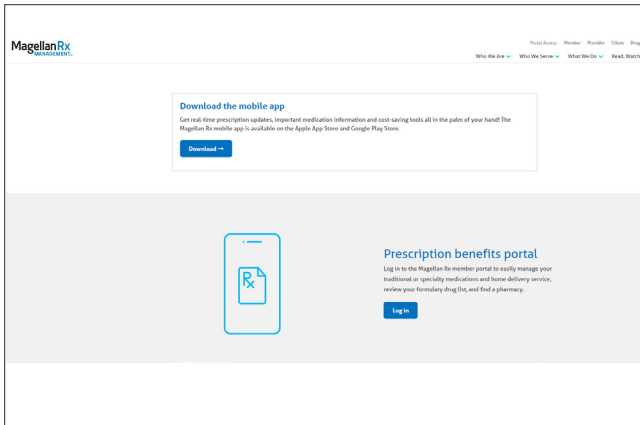 MagellanRx
MANAGEMENT
Portal Access: Member Provider Client Drug
Who We Are Who We Serve What We Do Read, Watch
Download the mobile app
Get real-time prescription updates, important medication information and cost-saving tools all in the palm of your hand! The
Magellan Rx mobile app is available on the Apple App Store and Google Play Store.
Download →
Rx
Prescription benefits portal
Log in to the Magellan Rx member portal to easily manage your
traditional or specialty medications and home delivery service,
review your formulary drug list, and find a pharmacy.
Log in